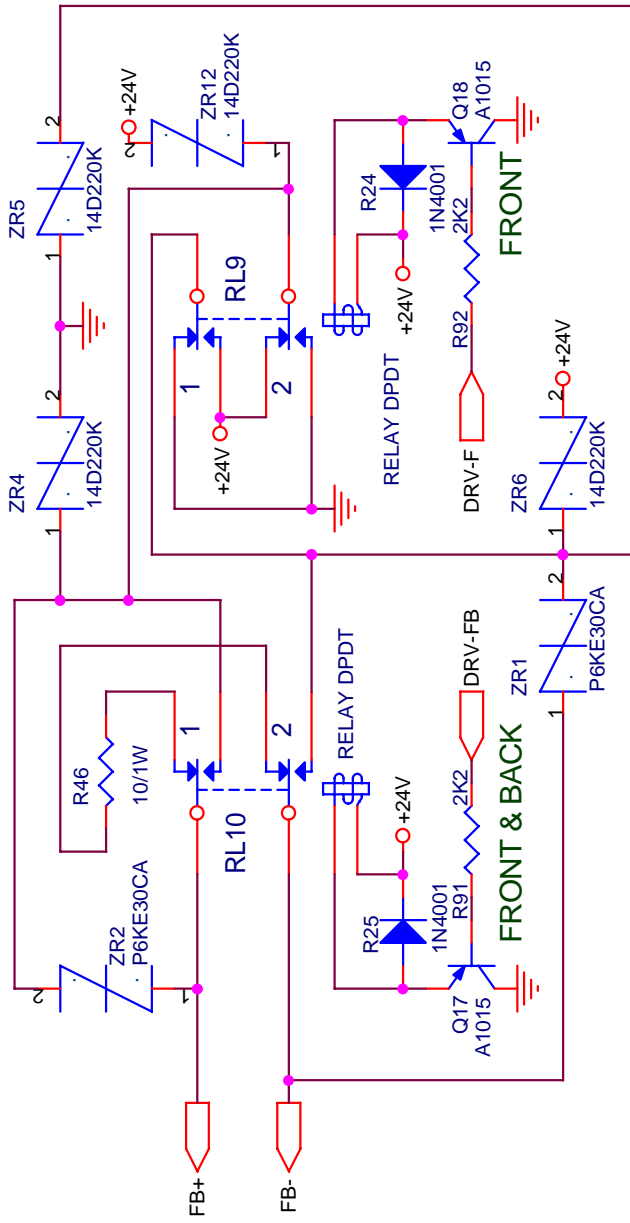 ZR5
1
2
14D220K
ZR4
1
2
14D220K
+24V
2
1
ZR12
14D220K
RL9
1
2
+24V
RELAY DPDT
R24
1N4001
+24V
Q18
A1015
R92
2K2
DRV-F
FRONT
ZR6
1
2
14D220K
+24V
R46
10/1W
RL10
1
2
ZR2
P6KE30CA
2
1
FB+
FB-
RELAY DPDT
R25
1N4001
+24V
Q17
A1015
R91
2K2
DRV-FB
FRONT & BACK
ZR1
1
2
P6KE30CA